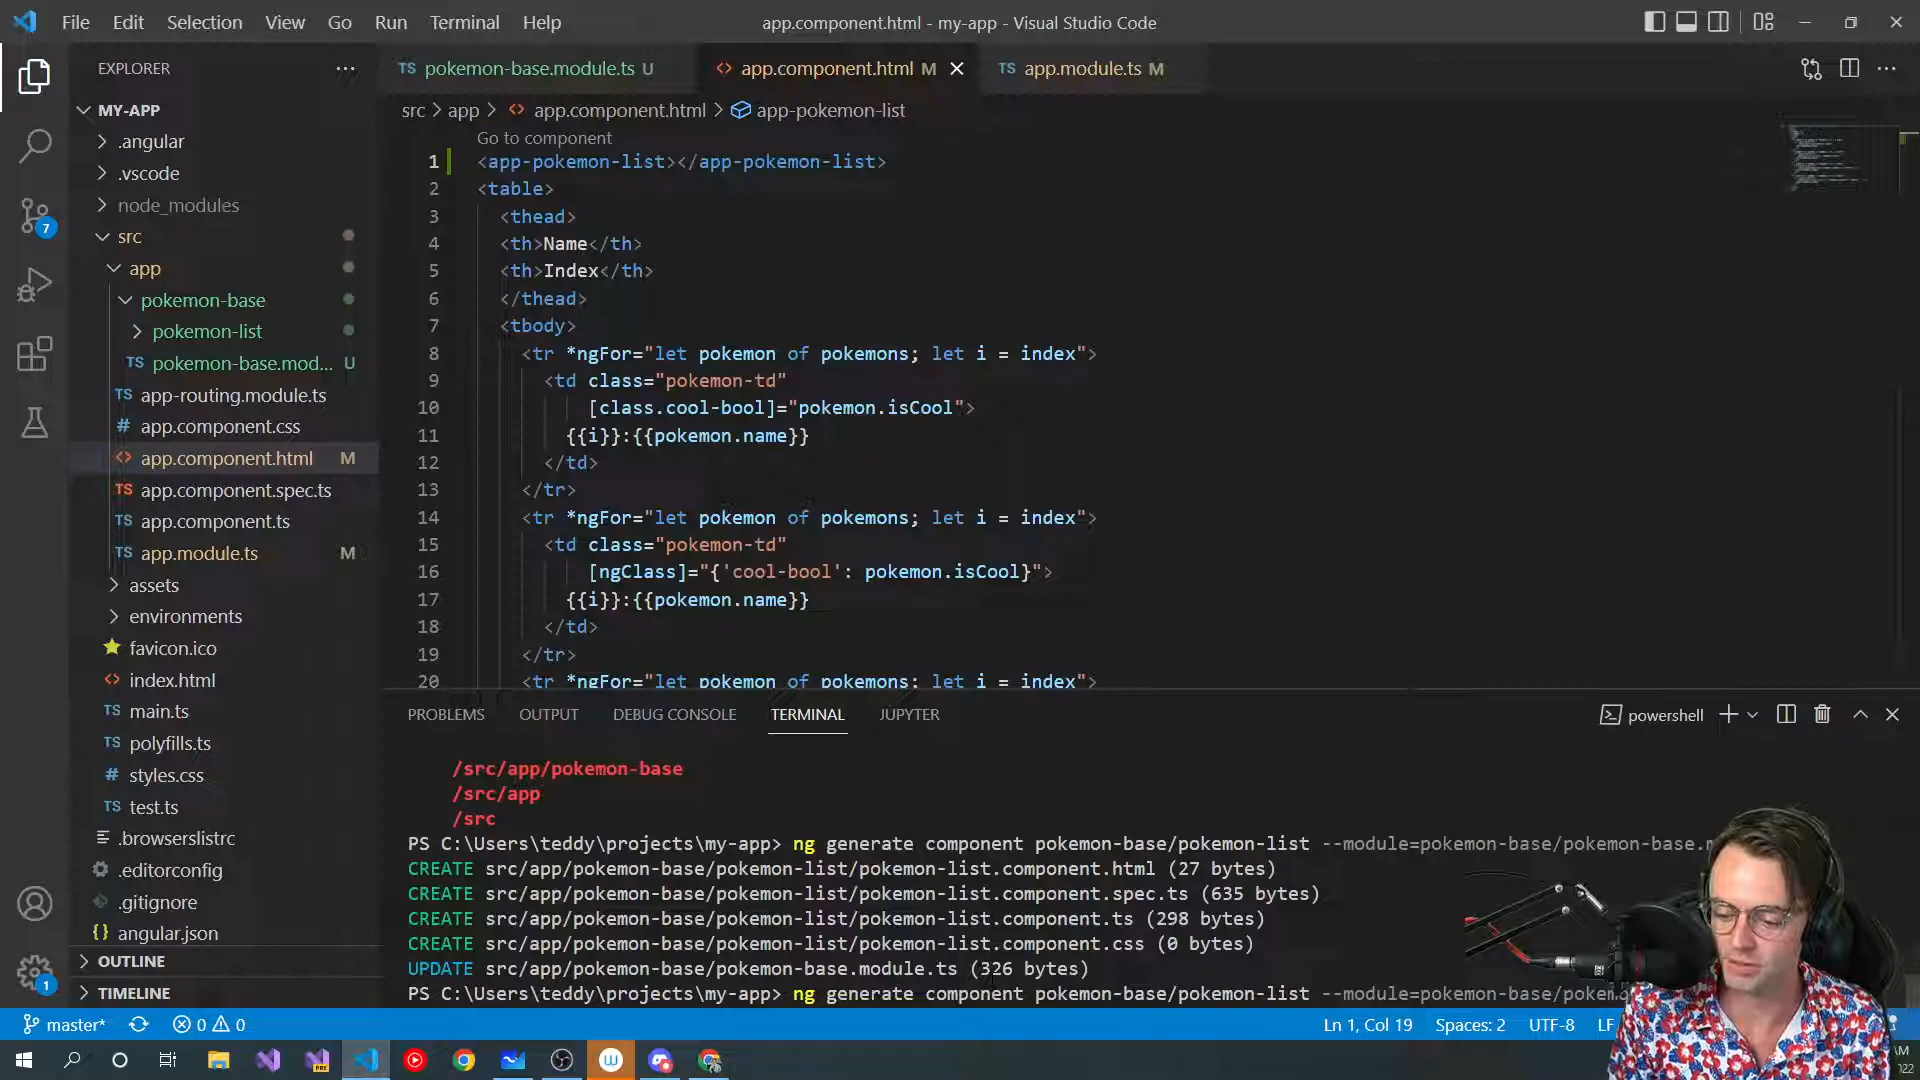 File Edit Selection View Go Run Terminal Help
app.component.html - my-app - Visual Studio Code
EXPLORER
MY-APP
.angular
.vscode
node_modules
src
app
pokemon-base
pokemon-list
TS pokemon-base.mod... U
TS app-routing.module.ts
# app.component.css
<> app.component.html M
TS app.component.spec.ts
TS app.component.ts
TS app.module.ts M
assets
environments
favicon.ico
<> index.html
TS main.ts
TS polyfills.ts
# styles.css
TS test.ts
.browserslistrc
.editorconfig
.gitignore
{} angular.json
OUTLINE
TIMELINE
7
1
TS pokemon-base.module.ts U
<> app.component.html M
TS app.module.ts M
src > app > <> app.component.html > app-pokemon-list
Go to component
1 <app-pokemon-list></app-pokemon-list>
2 <table>
3 <thead>
4 <th>Name</th>
5 <th>Index</th>
6 </thead>
7 <tbody>
8 <tr *ngFor="let pokemon of pokemons; let i = index">
9 <td class="pokemon-td"
10 [class.cool-bool]="pokemon.isCool">
11 {{i}}:{{pokemon.name}}
12 </td>
13 </tr>
14 <tr *ngFor="let pokemon of pokemons; let i = index">
15 <td class="pokemon-td"
16 [ngClass]="{'cool-bool': pokemon.isCool}">
17 {{i}}:{{pokemon.name}}
18 </td>
19 </tr>
20 <tr *ngFor="let pokemon of pokemons; let i = index">
PROBLEMS OUTPUT DEBUG CONSOLE TERMINAL JUPYTER
powershell
/src/app/pokemon-base
/src/app
/src
PS C:\Users\teddy\projects\my-app> ng generate component pokemon-base/pokemon-list --module=pokemon-base/pokemon-base.
CREATE src/app/pokemon-base/pokemon-list/pokemon-list.component.html (27 bytes)
CREATE src/app/pokemon-base/pokemon-list/pokemon-list.component.spec.ts (635 bytes)
CREATE src/app/pokemon-base/pokemon-list/pokemon-list.component.ts (298 bytes)
CREATE src/app/pokemon-base/pokemon-list/pokemon-list.component.css (0 bytes)
UPDATE src/app/pokemon-base/pokemon-base.module.ts (326 bytes)
PS C:\Users\teddy\projects\my-app> ng generate component pokemon-base/pokemon-list --module=pokemon-base/pokem
master* 0 0
Ln 1, Col 19 Spaces: 2 UTF-8 LF